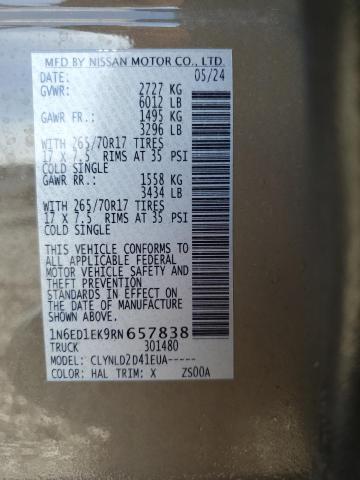 MFD BY NISSAN MOTOR CO., LTD.
DATE: 05/24
GVWR: 2727 KG
6012 LB
GAWR FR.: 1495 KG
3296 LB
WITH 265/70R17 TIRES
17 X 7.5 RIMS AT 35 PSI
COLD SINGLE
GAWR RR.: 1558 KG
3434 LB
WITH 265/70R17 TIRES
17 X 7.5 RIMS AT 35 PSI
COLD SINGLE
THIS VEHICLE CONFORMS TO
ALL APPLICABLE FEDERAL
MOTOR VEHICLE SAFETY AND
THEFT PREVENTION
STANDARDS IN EFFECT ON
THE DATE OF MANUFACTURE
SHOWN ABOVE.
1N6ED1EK9RN657838
TRUCK 301480
MODEL: CLYNLD2D41EUA-----
COLOR: HAL TRIM: X ZS00A